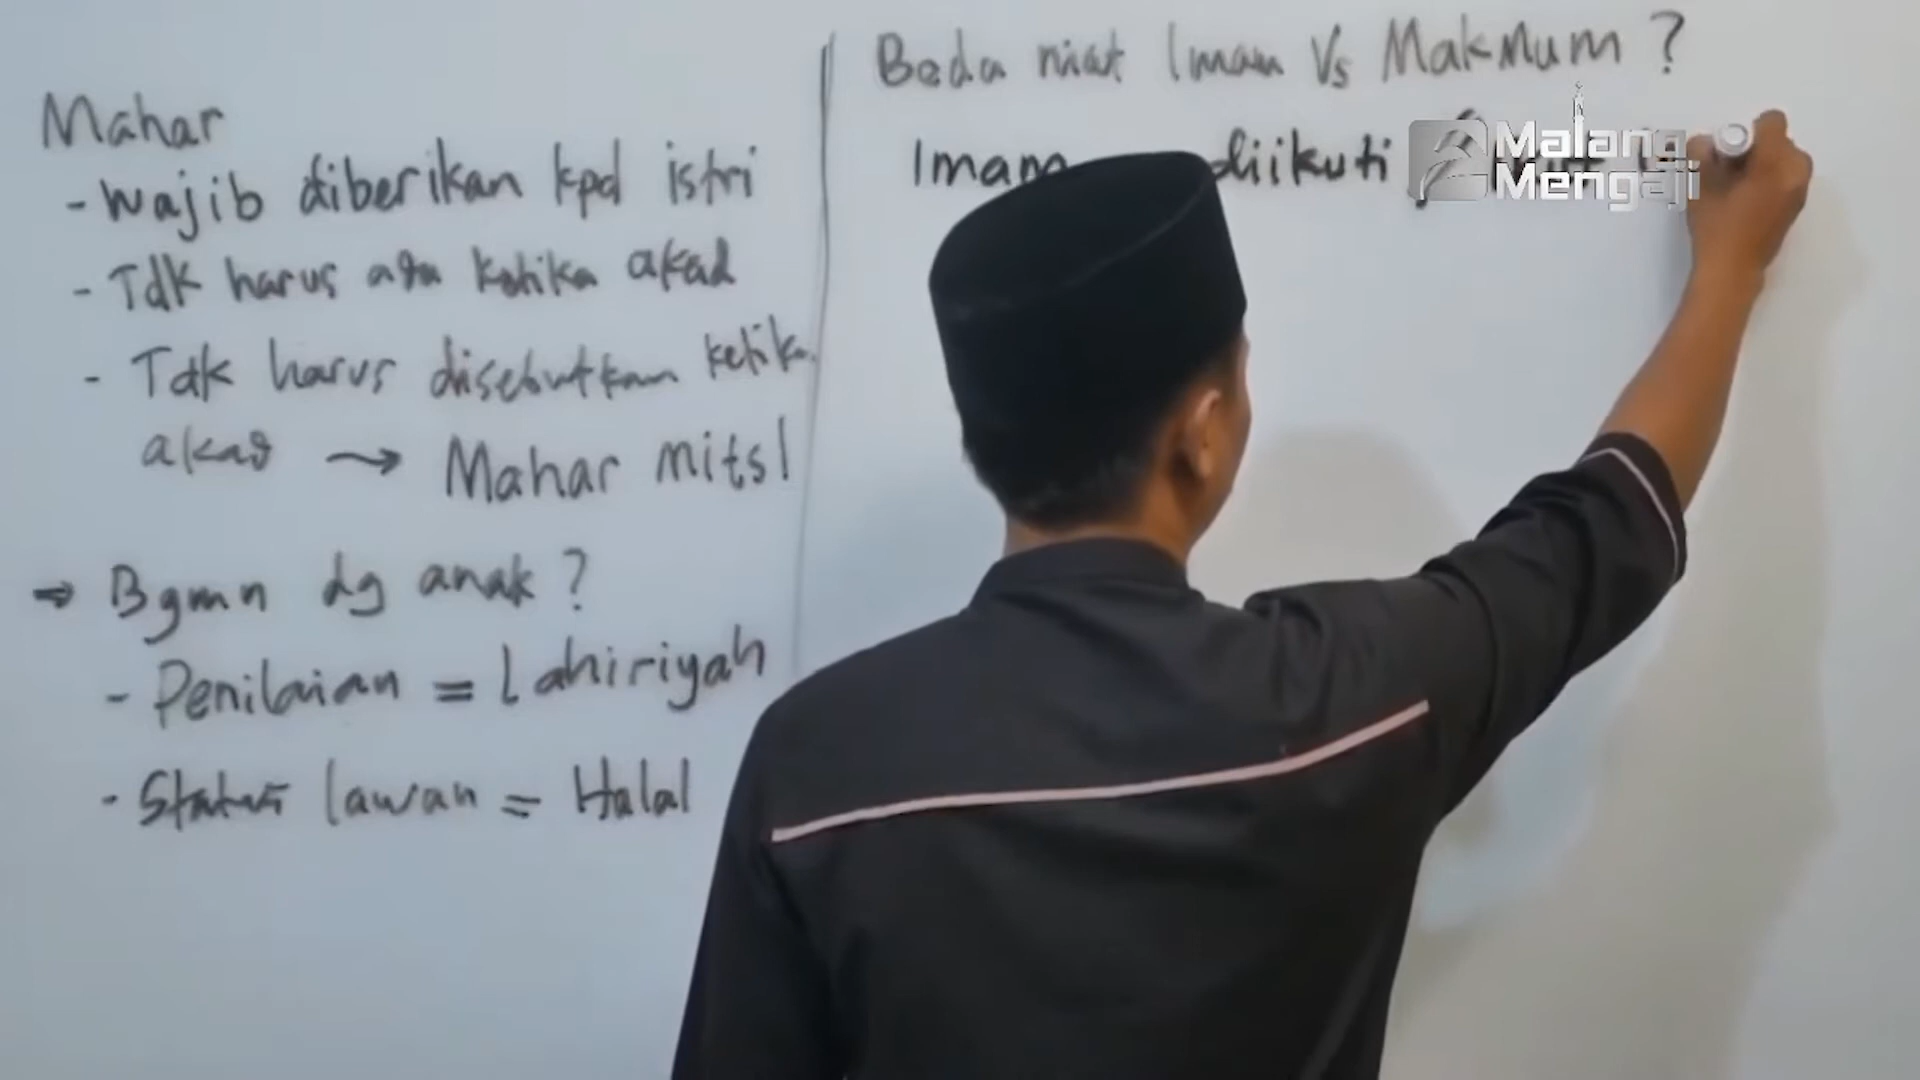 Mahar
- Wajib diberikan kpd istri
- Tdk harus ada ketika akad
- Tdk harus disebutkan ketika
akad → Mahar mitsl
⇒ Bgmn dg anak ?
- Penilaian = Lahiriyah
- Status lawan = Halal
Beda niat Imam Vs Makmum ?
Imam diikuti
Malang
Mengaji